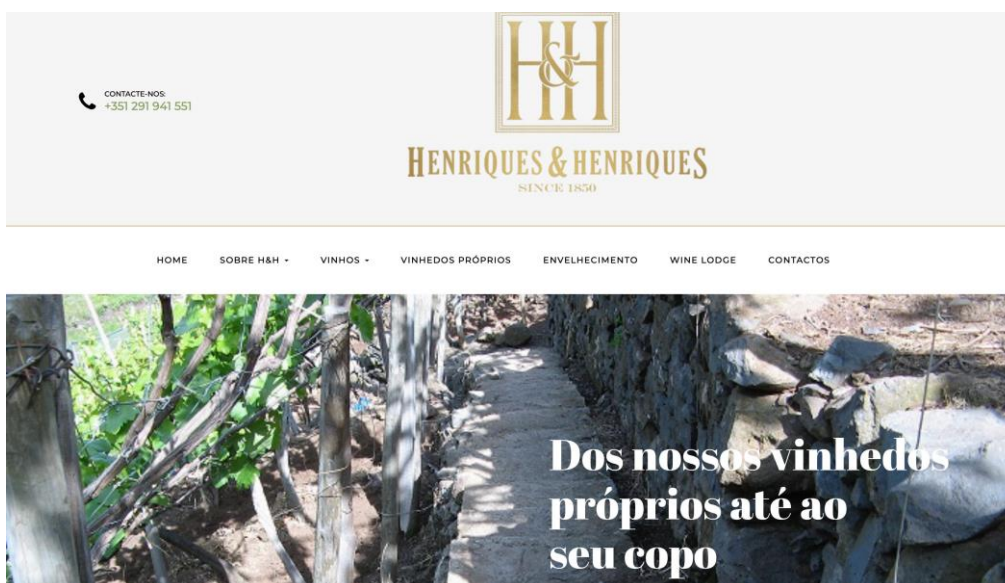 CONTACTE-NOS:
+351 291 941 551
H&H
HENRIQUES & HENRIQUES
SINCE 1850
HOME SOBRE H&H VINHOS VINHEDOS PRÓPRIOS ENVELHECIMENTO WINE LODGE CONTACTOS
Dos nossos vinhedos
próprios até ao
seu copo